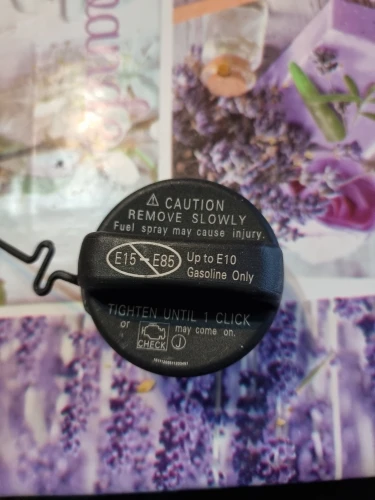 ⚠ CAUTION
REMOVE SLOWLY
Fuel spray may cause injury.
E15-E85 Up to E10
Gasoline Only
TIGHTEN UNTIL 1 CLICK
or CHECK may come on. J